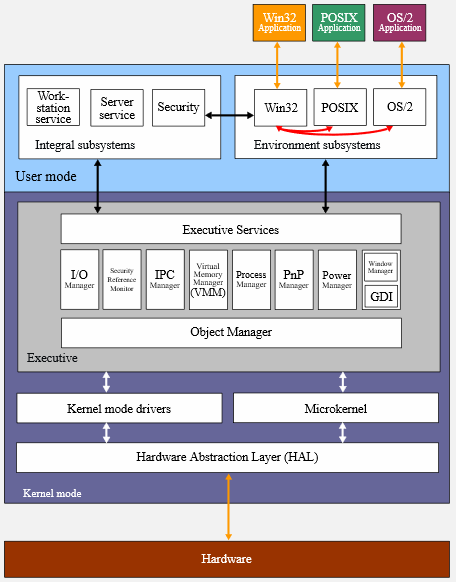 Win32
Application
POSIX
Application
OS/2
Application
Work-
station
service
Server
service
Security
Integral subsystems
Win32
POSIX
OS/2
Environment subsystems
User mode
Executive Services
I/O
Manager
Security
Reference
Monitor
IPC
Manager
Virtual
Memory
Manager
(VMM)
Process
Manager
PnP
Manager
Power
Manager
Window
Manager
GDI
Object Manager
Executive
Kernel mode drivers
Microkernel
Hardware Abstraction Layer (HAL)
Kernel mode
Hardware